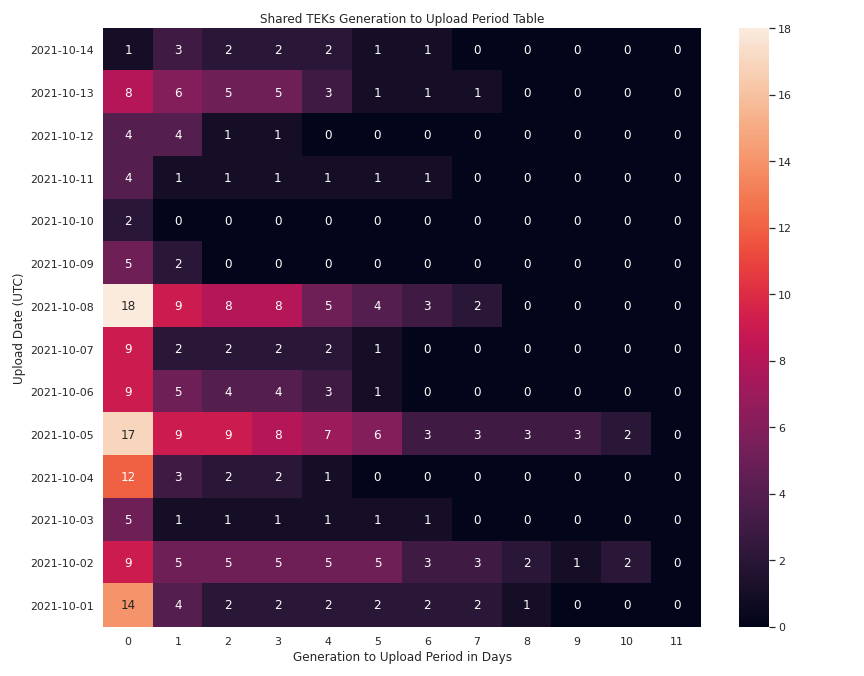 Shared TEKs Generation to Upload Period Table
Upload Date (UTC)
2021-10-14 1 3 2 2 2 1 1 0 0 0 0 0
2021-10-13 8 6 5 5 3 1 1 1 0 0 0 0
2021-10-12 4 4 1 1 0 0 0 0 0 0 0 0
2021-10-11 4 1 1 1 1 1 1 0 0 0 0 0
2021-10-10 2 0 0 0 0 0 0 0 0 0 0 0
2021-10-09 5 2 0 0 0 0 0 0 0 0 0 0
2021-10-08 18 9 8 8 5 4 3 2 0 0 0 0
2021-10-07 9 2 2 2 2 1 0 0 0 0 0 0
2021-10-06 9 5 4 4 3 1 0 0 0 0 0 0
2021-10-05 17 9 9 8 7 6 3 3 3 3 2 0
2021-10-04 12 3 2 2 1 0 0 0 0 0 0 0
2021-10-03 5 1 1 1 1 1 1 0 0 0 0 0
2021-10-02 9 5 5 5 5 5 3 3 2 1 2 0
2021-10-01 14 4 2 2 2 2 2 2 1 0 0 0
0 1 2 3 4 5 6 7 8 9 10 11
Generation to Upload Period in Days
18
16
14
12
10
8
6
4
2
0